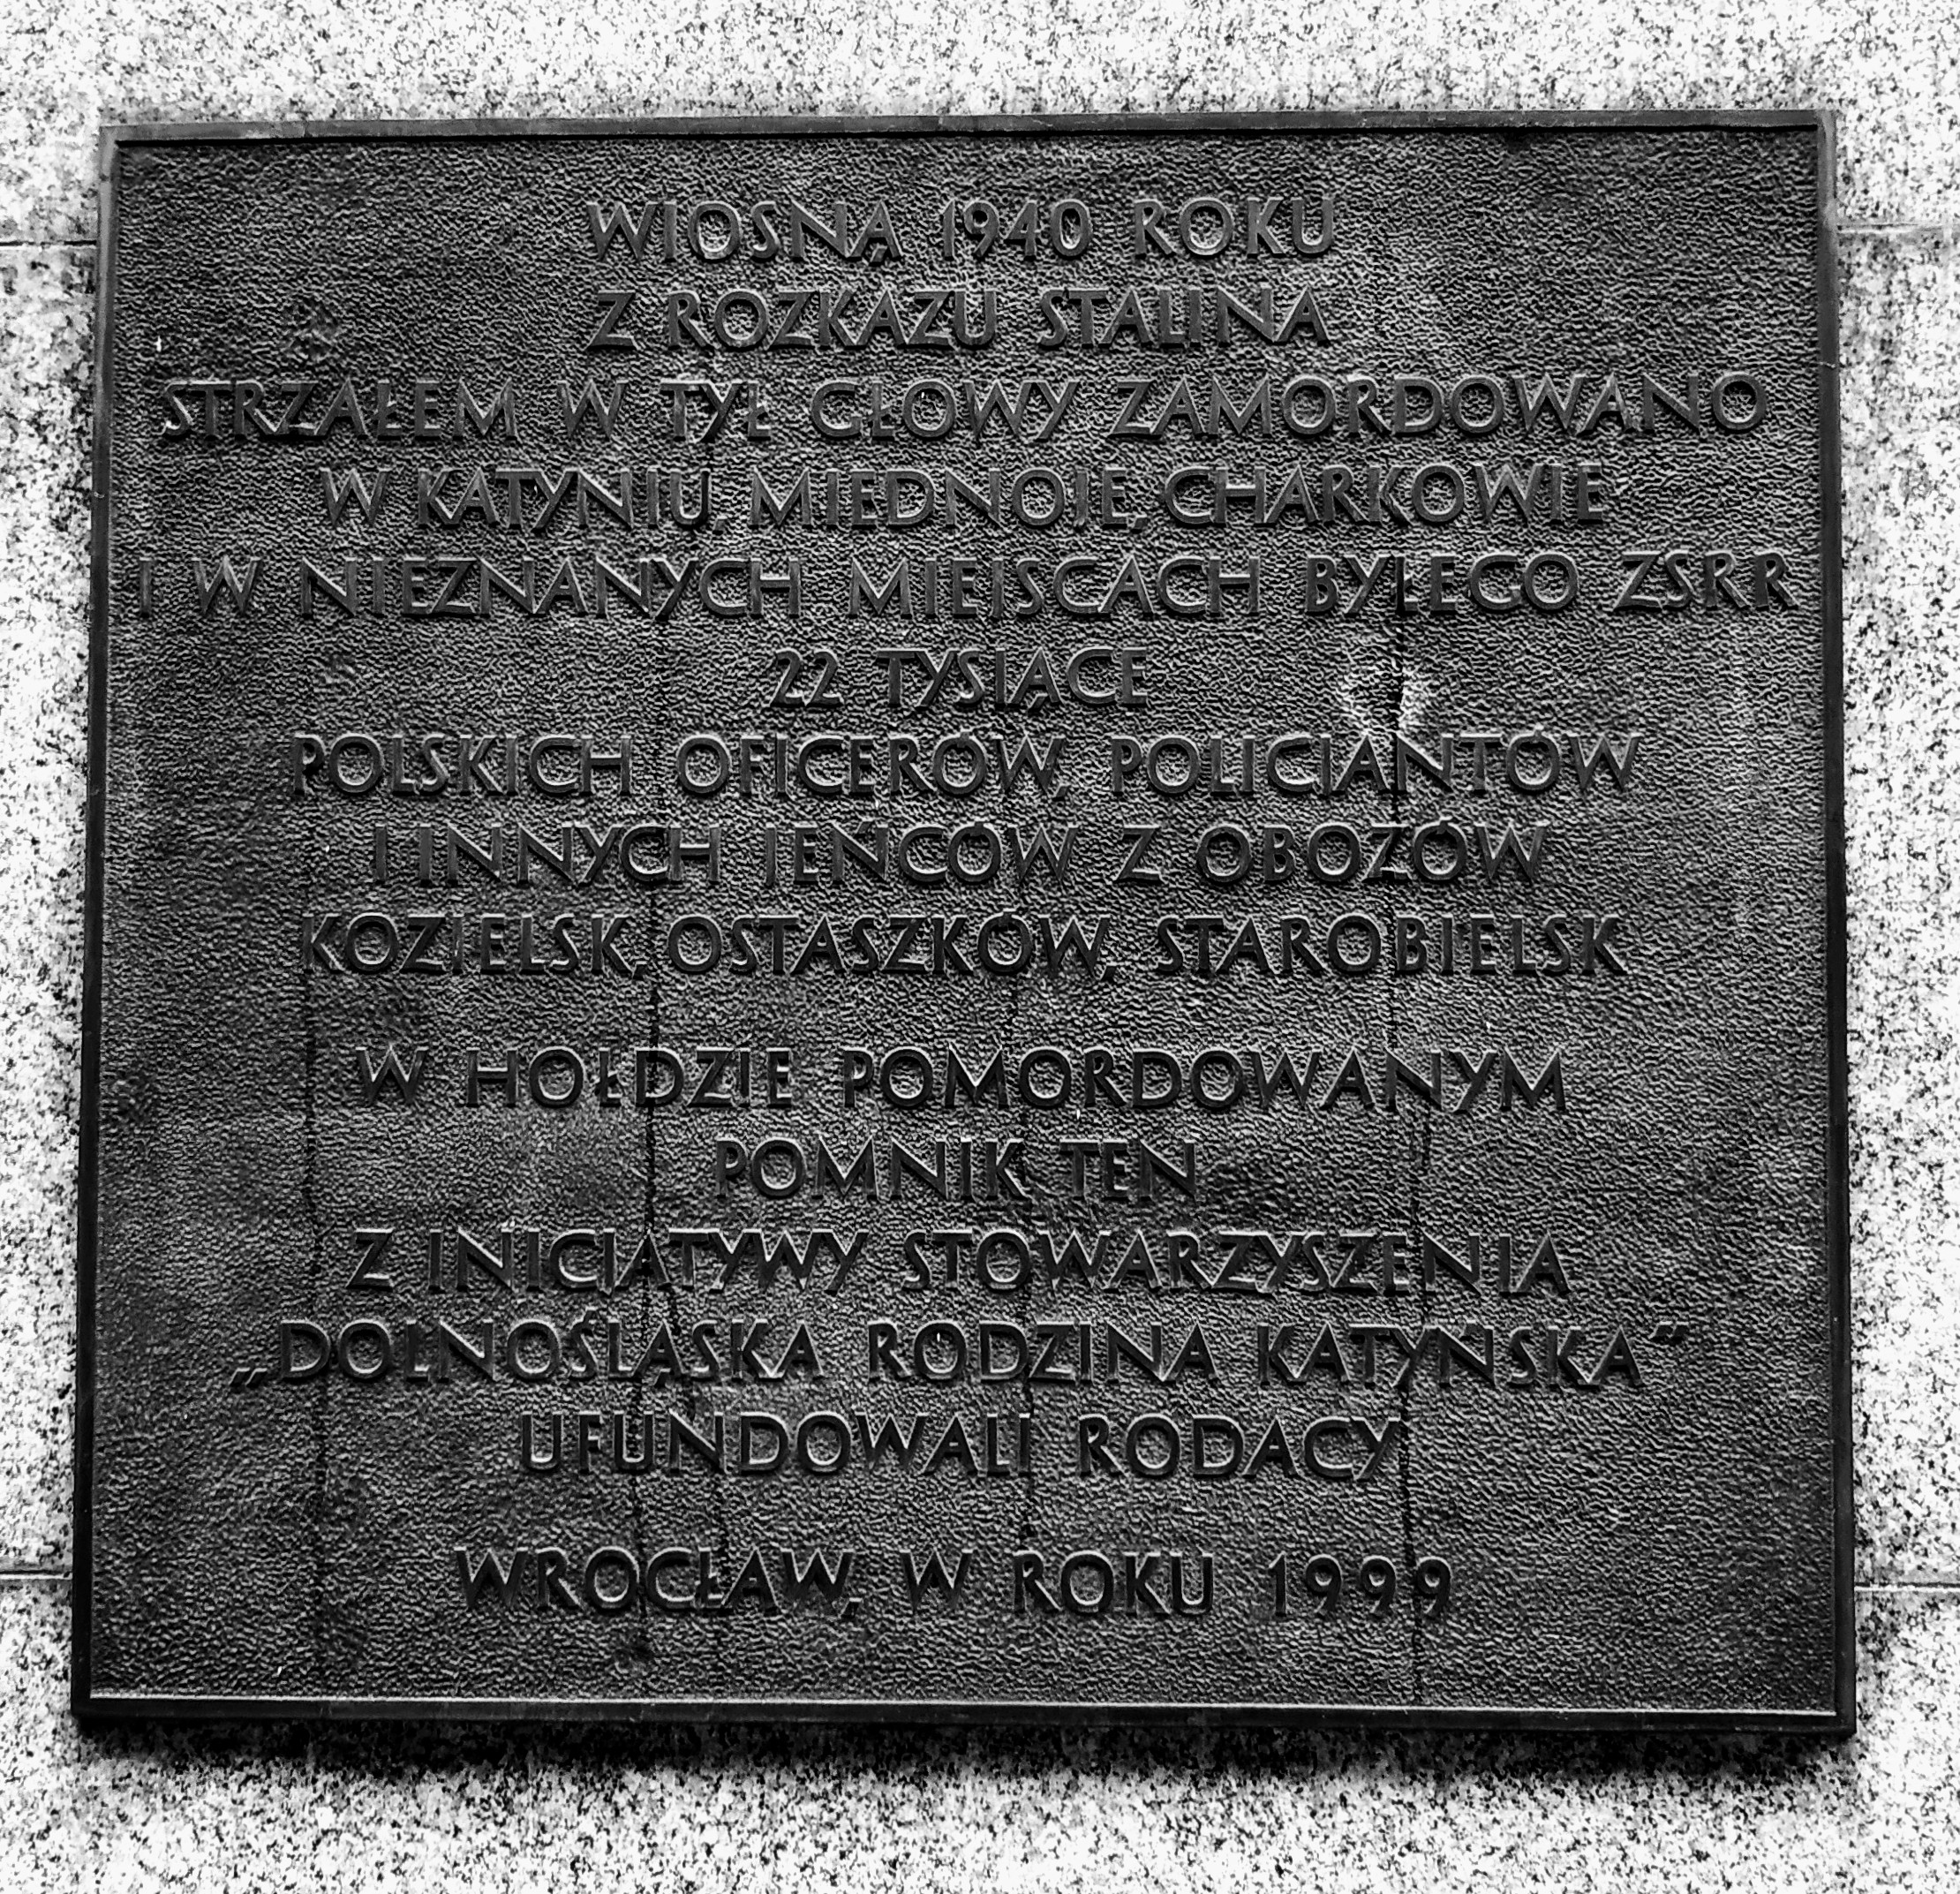 WIOSNĄ 1940 ROKU
Z ROZKAZU STALINA
STRZAŁEM W TYŁ GŁOWY ZAMORDOWANO
W KATYNIU, MIEDNOJE, CHARKOWIE
I W NIEZNANYCH MIEJSCACH BYŁEGO ZSRR
22 TYSIĄCE
POLSKICH OFICERÓW, POLICJANTÓW
I INNYCH JEŃCÓW Z OBOZÓW
KOZIELSK, OSTASZKÓW, STAROBIELSK
W HOŁDZIE POMORDOWANYM
POMNIK TEN
Z INICJATYWY STOWARZYSZENIA
„DOLNOŚLĄSKA RODZINA KATYŃSKA"
UFUNDOWALI RODACY
WROCŁAW, W ROKU 1999